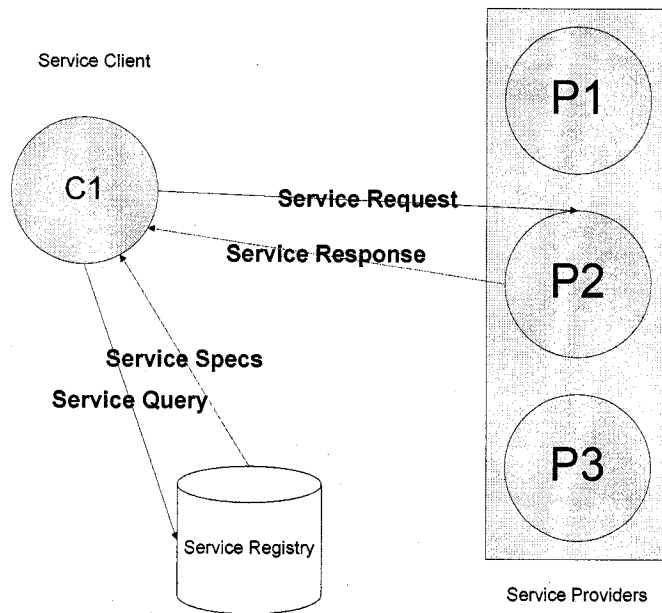 Service Client
P1
C1
Service Request
Service Response
P2
Service Specs
Service Query
P3
Service Registry
Service Providers